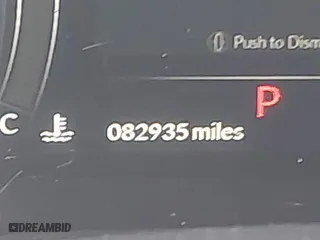 Push to Dism
P
C
082935 miles
DREAMBID